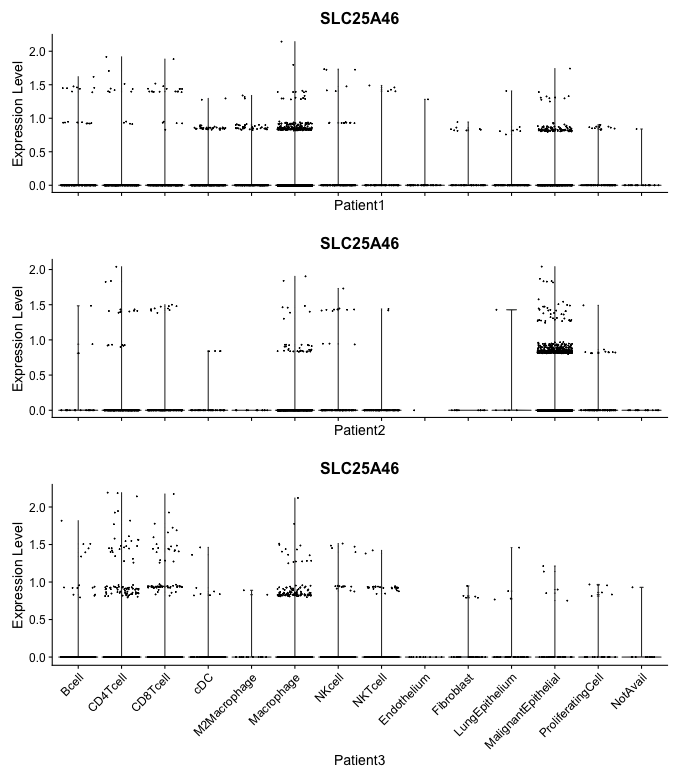 SLC25A46
Expression Level
2.0
1.5
1.0
0.5
0.0
Patient1
SLC25A46
Expression Level
2.0
1.5
1.0
0.5
0.0
Patient2
SLC25A46
Expression Level
2.0
1.5
1.0
0.5
0.0
Bcell
CD4Tcell
CD8Tcell
cDC
M2Macrophage
Macrophage
NKcell
NKTcell
Endothelium
Fibroblast
LungEpithelium
MalignantEpithelial
ProliferatingCell
NotAvail
Patient3